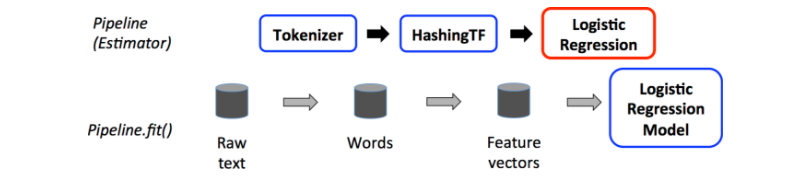 Pipeline
(Estimator)
Tokenizer
HashingTF
Logistic
Regression
Pipeline.fit()
Raw
text
Words
Feature
vectors
Logistic
Regression
Model